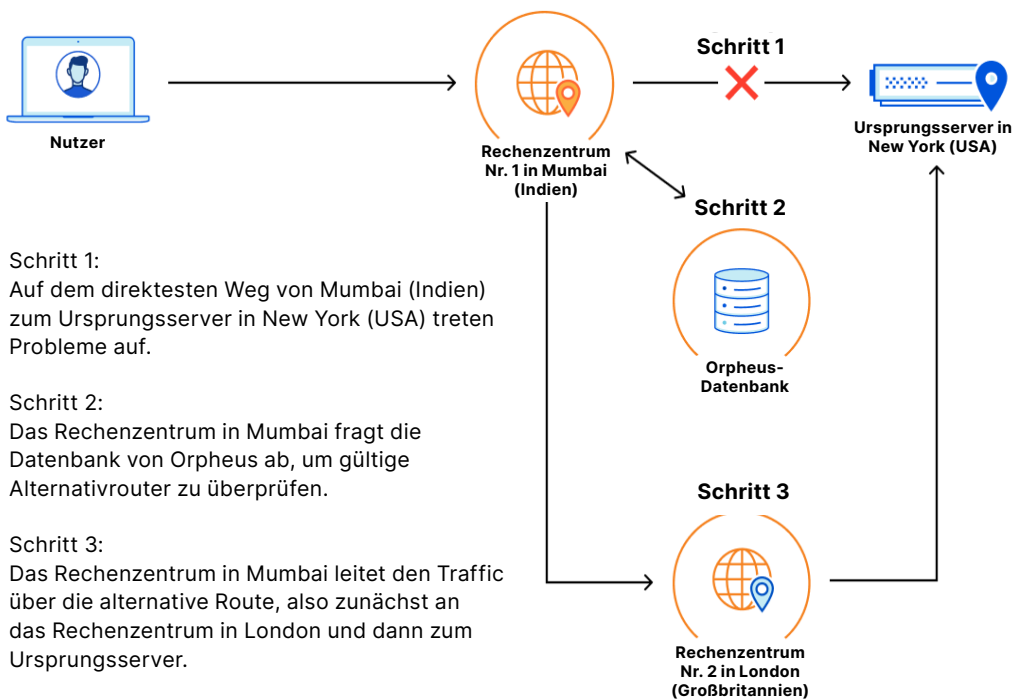 Schritt 1
Nutzer
Rechenzentrum
Nr. 1 in Mumbai
(Indien)
Ursprungsserver in
New York (USA)
Schritt 2
Orpheus-
Datenbank
Schritt 1:
Auf dem direktesten Weg von Mumbai (Indien)
zum Ursprungsserver in New York (USA) treten
Probleme auf.
Schritt 2:
Das Rechenzentrum in Mumbai fragt die
Datenbank von Orpheus ab, um gültige
Alternativrouter zu überprüfen.
Schritt 3:
Das Rechenzentrum in Mumbai leitet den Traffic
über die alternative Route, also zunächst an
das Rechenzentrum in London und dann zum
Ursprungsserver.
Schritt 3
Rechenzentrum
Nr. 2 in London
(Großbritannien)